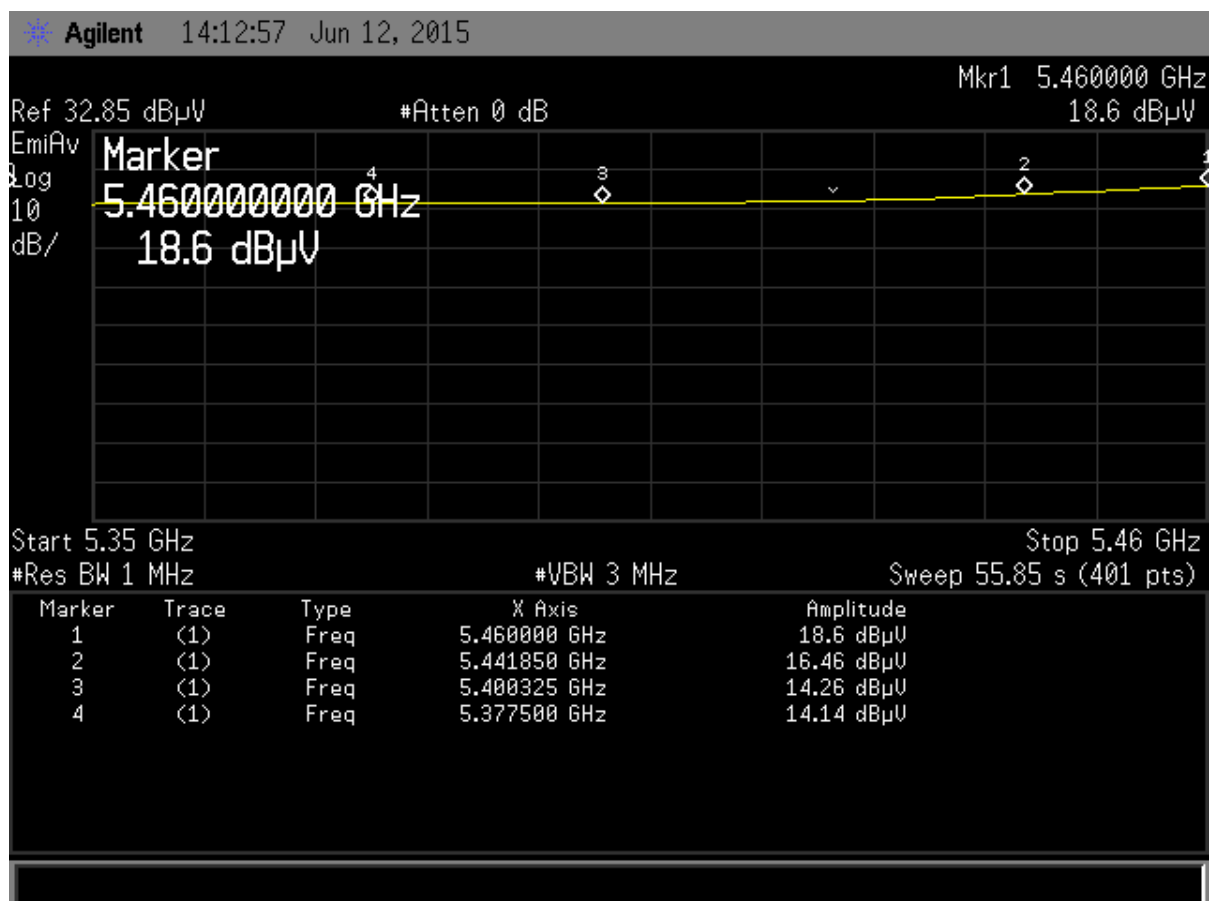 Agilent 14:12:57 Jun 12, 2015
Mkr1 5.460000 GHz
Ref 32.85 dBµV #Atten 0 dB 18.6 dBµV
EmiAv
Log
10
dB/
Marker
5.460000000 GHz
18.6 dBµV
4
3
2
1
Start 5.35 GHz Stop 5.46 GHz
#Res BW 1 MHz #VBW 3 MHz Sweep 55.85 s (401 pts)
Marker Trace Type X Axis Amplitude
1 (1) Freq 5.460000 GHz 18.6 dBµV
2 (1) Freq 5.441850 GHz 16.46 dBµV
3 (1) Freq 5.400325 GHz 14.26 dBµV
4 (1) Freq 5.377500 GHz 14.14 dBµV